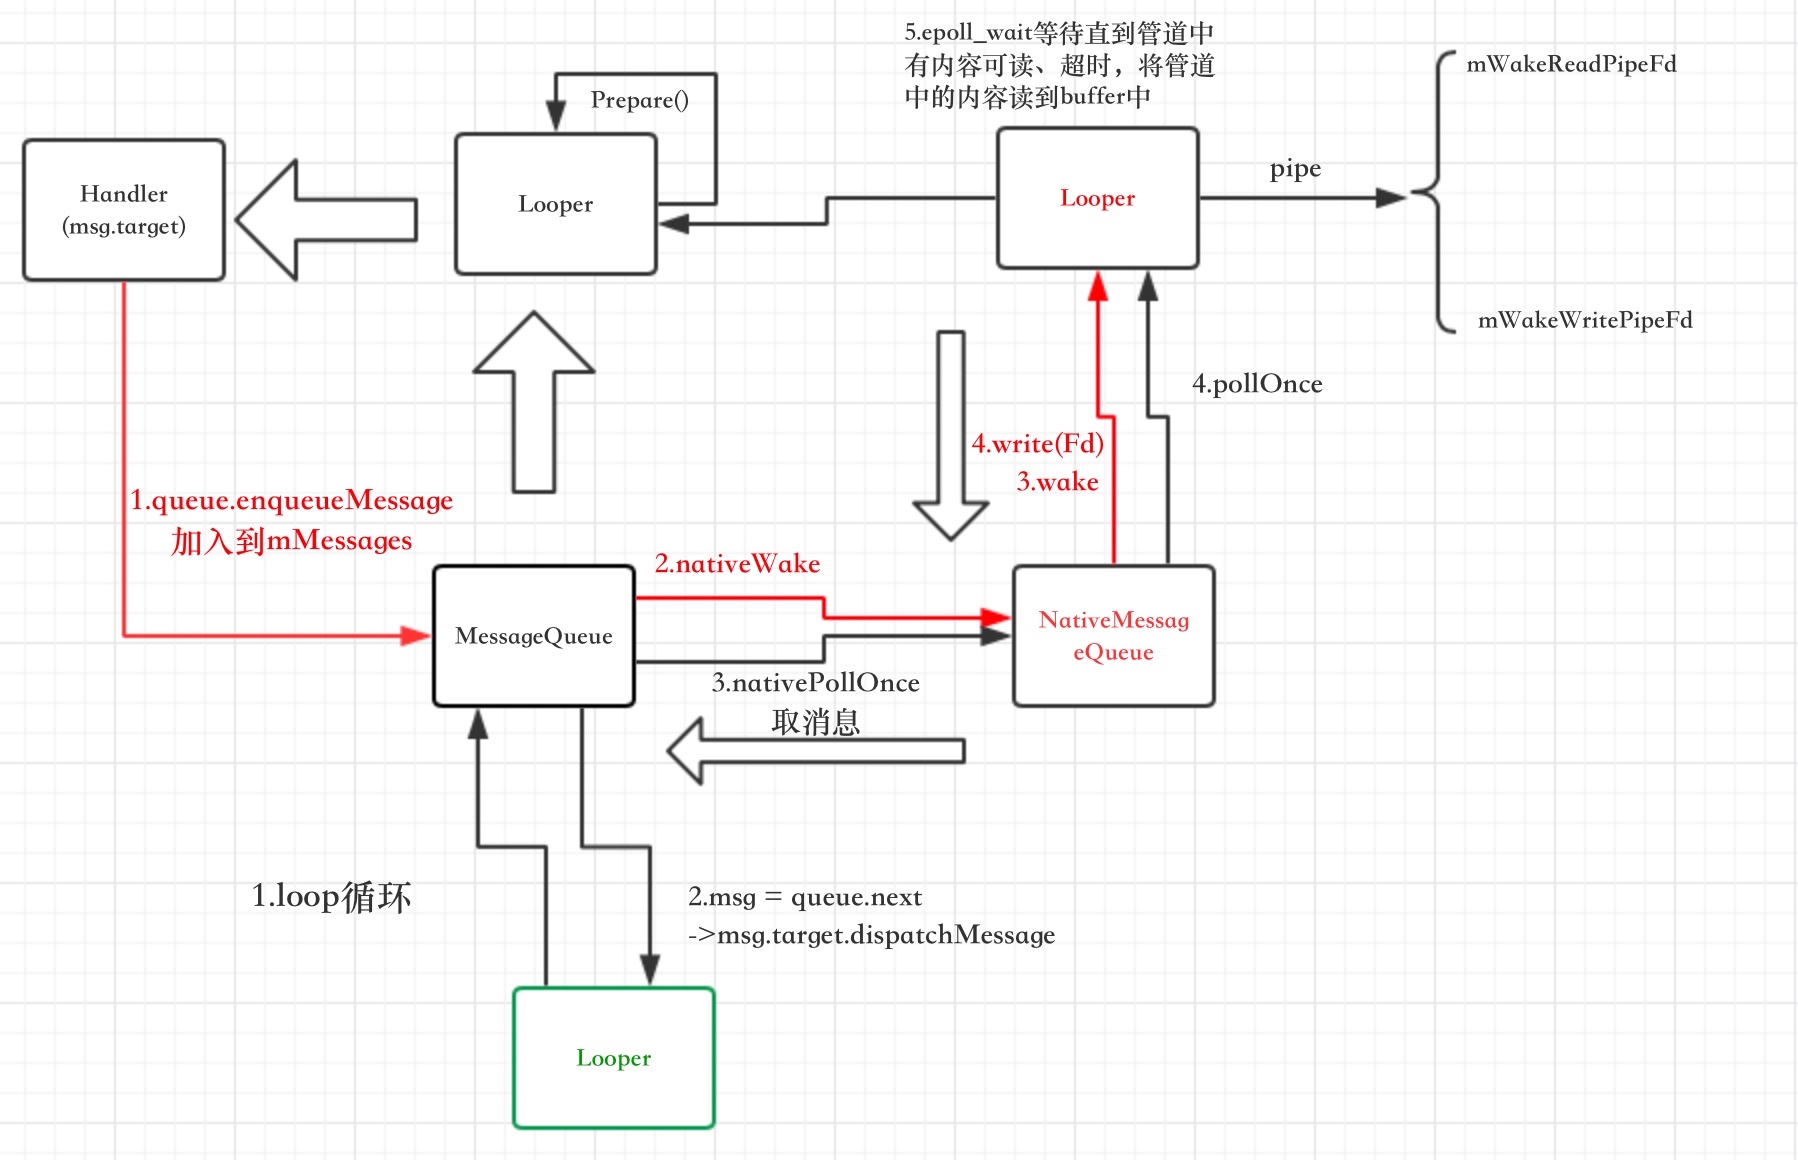 5.epoll_wait等待直到管道中
有内容可读、超时，将管道
中的内容读到buffer中
mWakeReadPipeFd
Prepare()
Handler
(msg.target)
Looper
Looper
pipe
mWakeWritePipeFd
4.pollOnce
4.write(Fd)
3.wake
1.queue.enqueueMessage
加入到mMessages
2.nativeWake
MessageQueue
NativeMessag
eQueue
3.nativePollOnce
取消息
1.loop循环
2.msg = queue.next
->msg.target.dispatchMessage
Looper